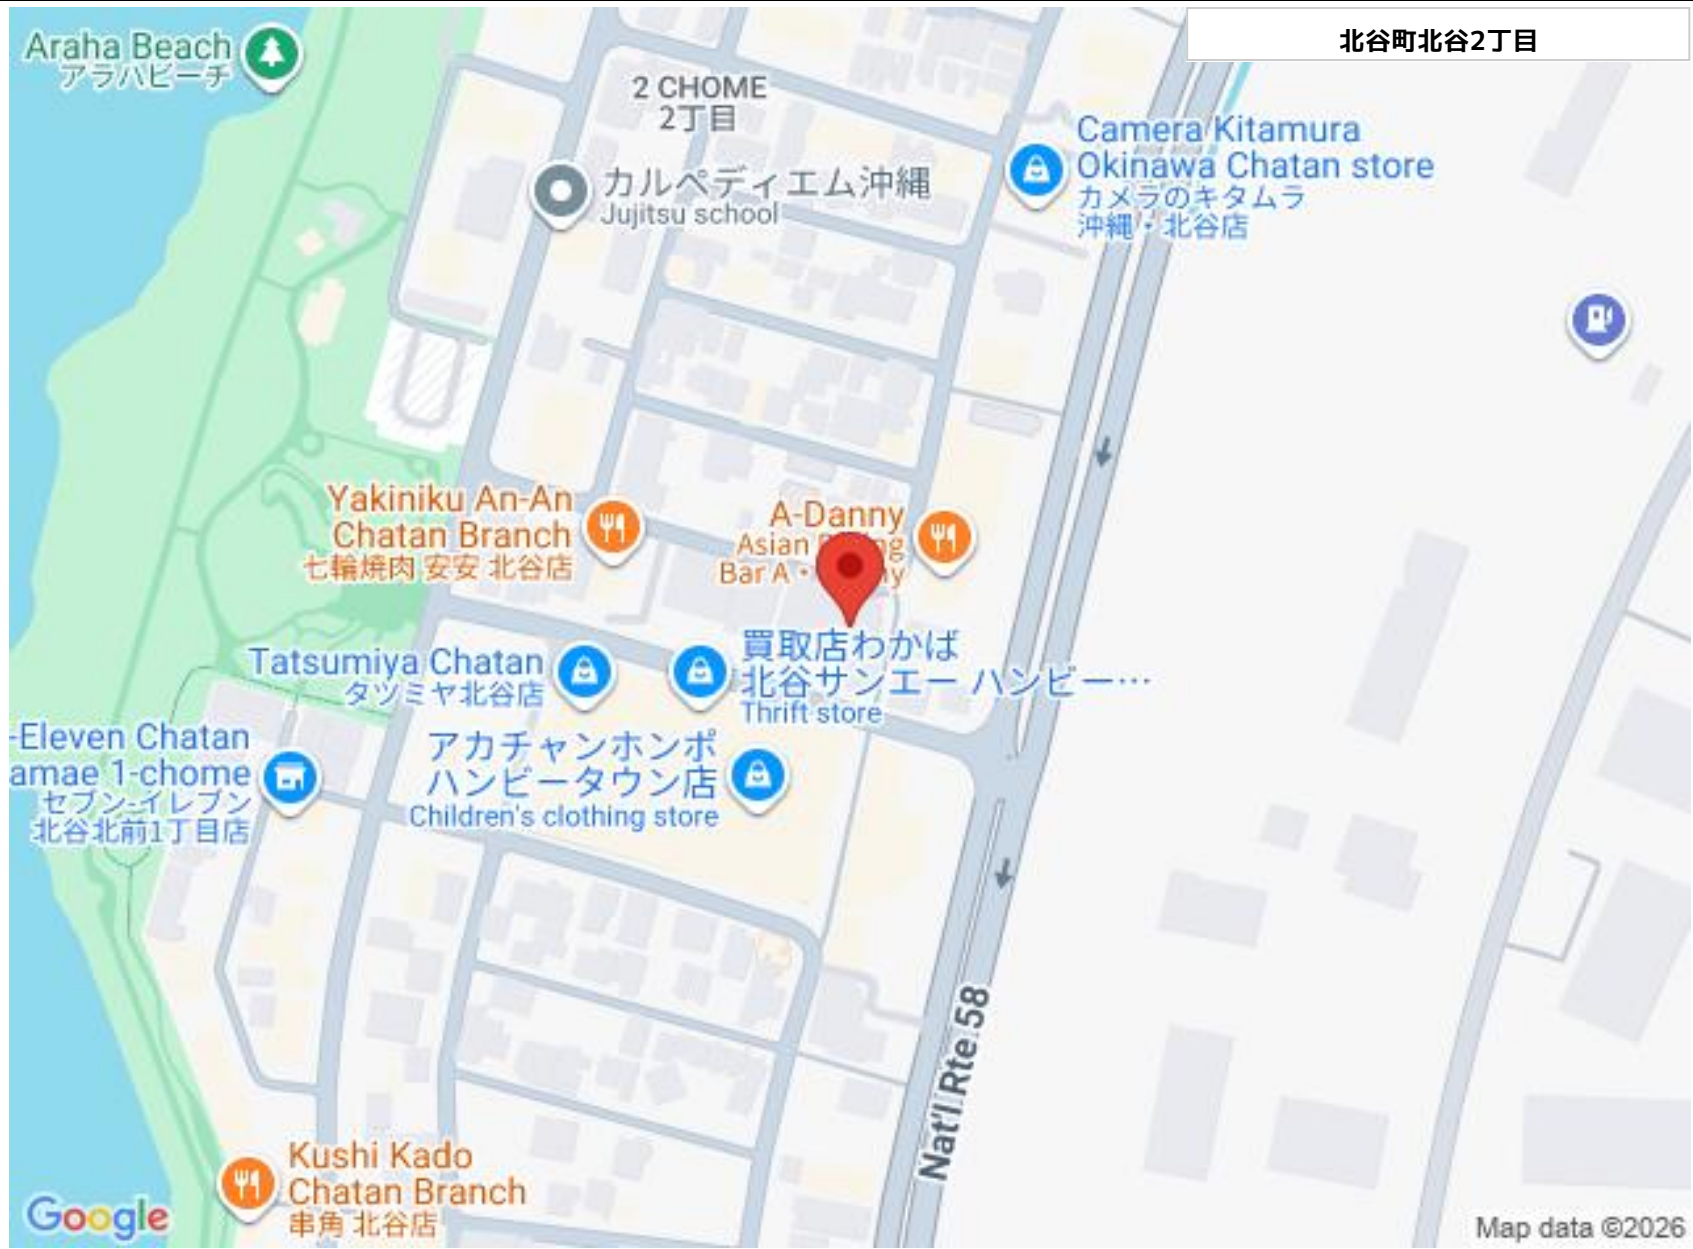 北谷町北谷2丁目
Araha Beach
アラハビーチ
2 CHOME
2丁目
Camera Kitamura
Okinawa Chatan store
カメラのキタムラ
沖縄・北谷店
カルペディエム沖縄
Jujitsu school
Yakiniku An-An
Chatan Branch
七輪焼肉 安安 北谷店
A-Danny
Asian
Bar A・
買取店わかば
北谷サンエー ハンビー…
Thrift store
Tatsumiya Chatan
タツミヤ北谷店
-Eleven Chatan
amae 1-chome
セブン-イレブン
北谷北前1丁目店
アカチャンホンポ
ハンビータウン店
Children's clothing store
Nat'l Rte 58
Kushi Kado
Chatan Branch
串角 北谷店
Google
Map data ©2026